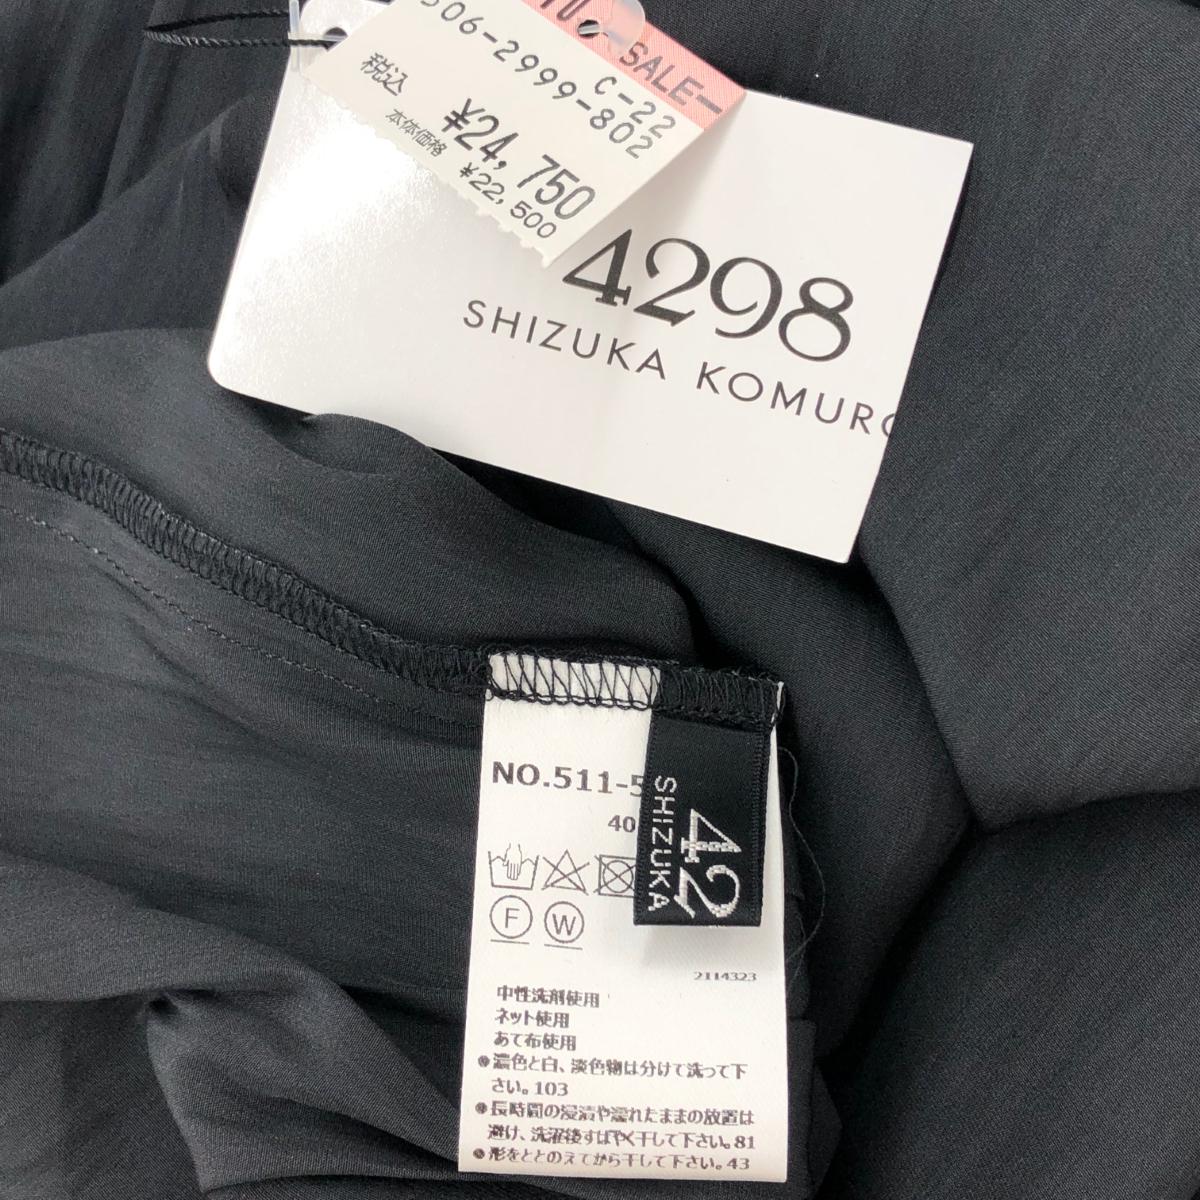 SALE
C-22
506-2999-802
税込
¥24,750
本体価格
¥22,500
4298
SHIZUKA KOMURO
NO.511-5
40
SHIZUKA
42
F
W
2114323
中性洗剤使用
ネット使用
あて布使用
●濃色と白、淡色物は分けて洗って下
さい。103
●長時間の浸漬や濡れたままの放置は
避け、洗濯後すばやく干して下さい。81
●形をととのえてから干して下さい。43